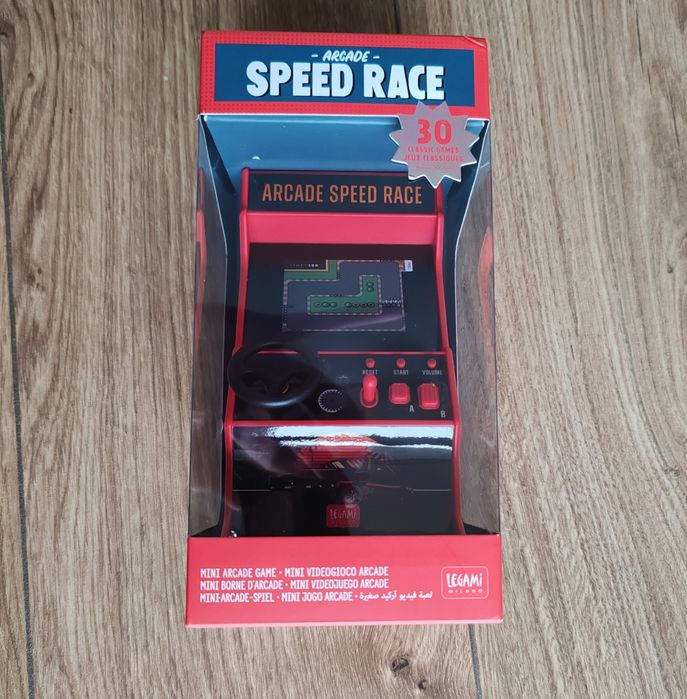 - ARCADE -
SPEED RACE
30
CLASSIC GAMES
JEUX CLASSIQUES
ARCADE SPEED RACE
RESET START VOLUME
A
B
LEGAMI
MINI ARCADE GAME • MINI VIDEOGIOCO ARCADE
MINI BORNE D'ARCADE • MINI VIDEOJUEGO ARCADE
MINI-ARCADE-SPIEL • MINI JOGO ARCADE • لعبة فيديو أركيد صغيرة
LEGAMI
MILANO